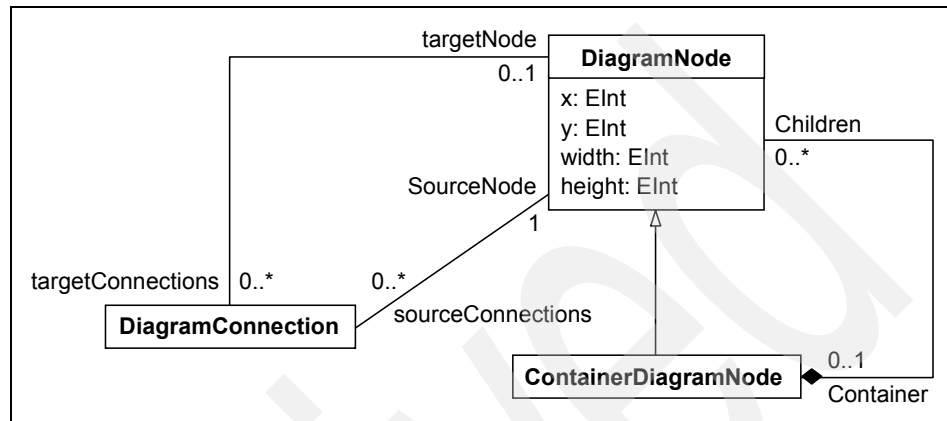 targetNode
0..1
DiagramNode
x: EInt
y: EInt
width: EInt
height: EInt
Children
0..*
SourceNode
1
targetConnections 0..*
0..*
sourceConnections
DiagramConnection
ContainerDiagramNode
0..1
Container